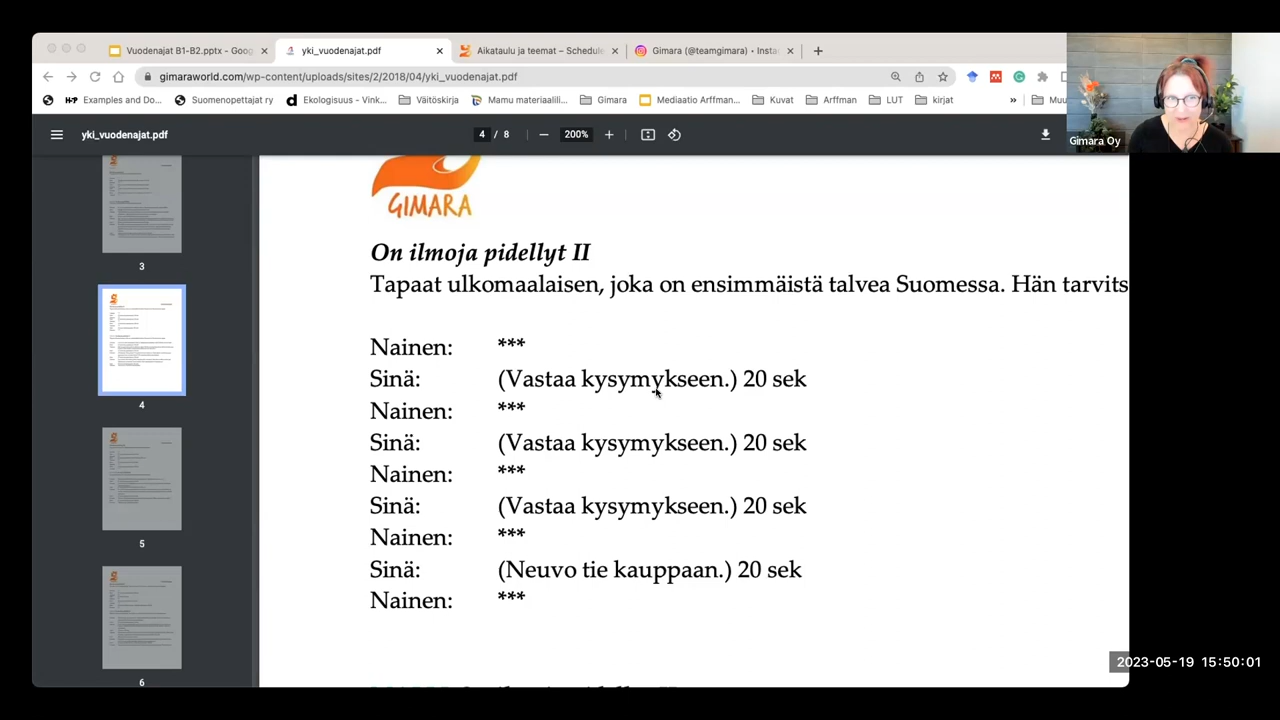 Vuodenajat B1-B2.pptx - Goog
yki_vuodenajat.pdf
Aikataulu ja teemat – Schedule
Gimara (@teamgimara) • Insta
gimaraworld.com/wp-content/uploads/sites/2/2018/04/yki_vuodenajat.pdf
Examples and Do...
Suomenopettajat ry
Ekologisuus - Vink...
Väitöskirja
Mamu materiaalili...
Gimara
Mediaatio Arffman...
Kuvat
Arffman
LUT
kirjat
»
Muu
Gimara Oy
yki_vuodenajat.pdf
4 / 8
200%
3
4
5
6
GIMARA
On ilmoja pidellyt II
Tapaat ulkomaalaisen, joka on ensimmäistä talvea Suomessa. Hän tarvits
Nainen: ***
Sinä: (Vastaa kysymykseen.) 20 sek
Nainen: ***
Sinä: (Vastaa kysymykseen.) 20 sek
Nainen: ***
Sinä: (Vastaa kysymykseen.) 20 sek
Nainen: ***
Sinä: (Neuvo tie kauppaan.) 20 sek
Nainen: ***
2023-05-19 15:50:01